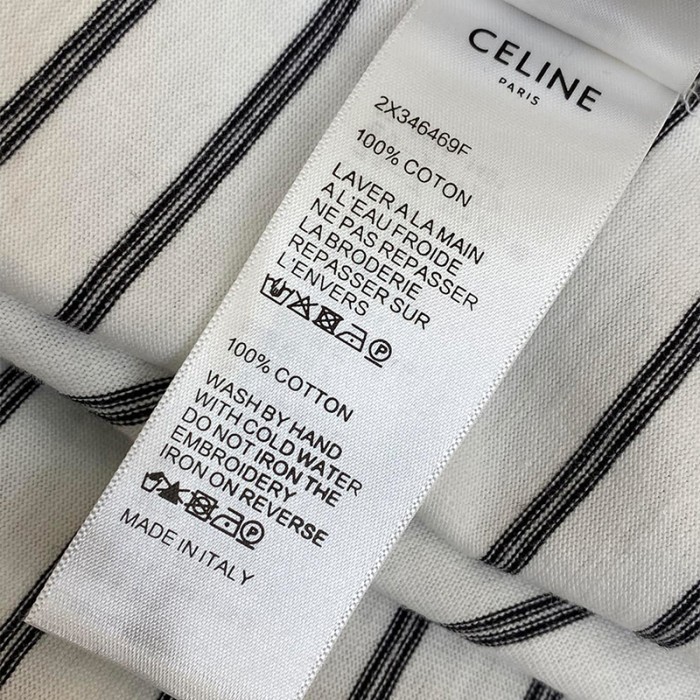 CELINE
PARIS
2X346469F
100% COTON
LAVER A LA MAIN
A L'EAU FROIDE
NE PAS REPASSER
LA BRODERIE
REPASSER SUR
L'ENVERS
P
100% COTTON
WASH BY HAND
WITH COLD WATER
DO NOT IRON THE
EMBROIDERY
IRON ON REVERSE
P
MADE IN ITALY